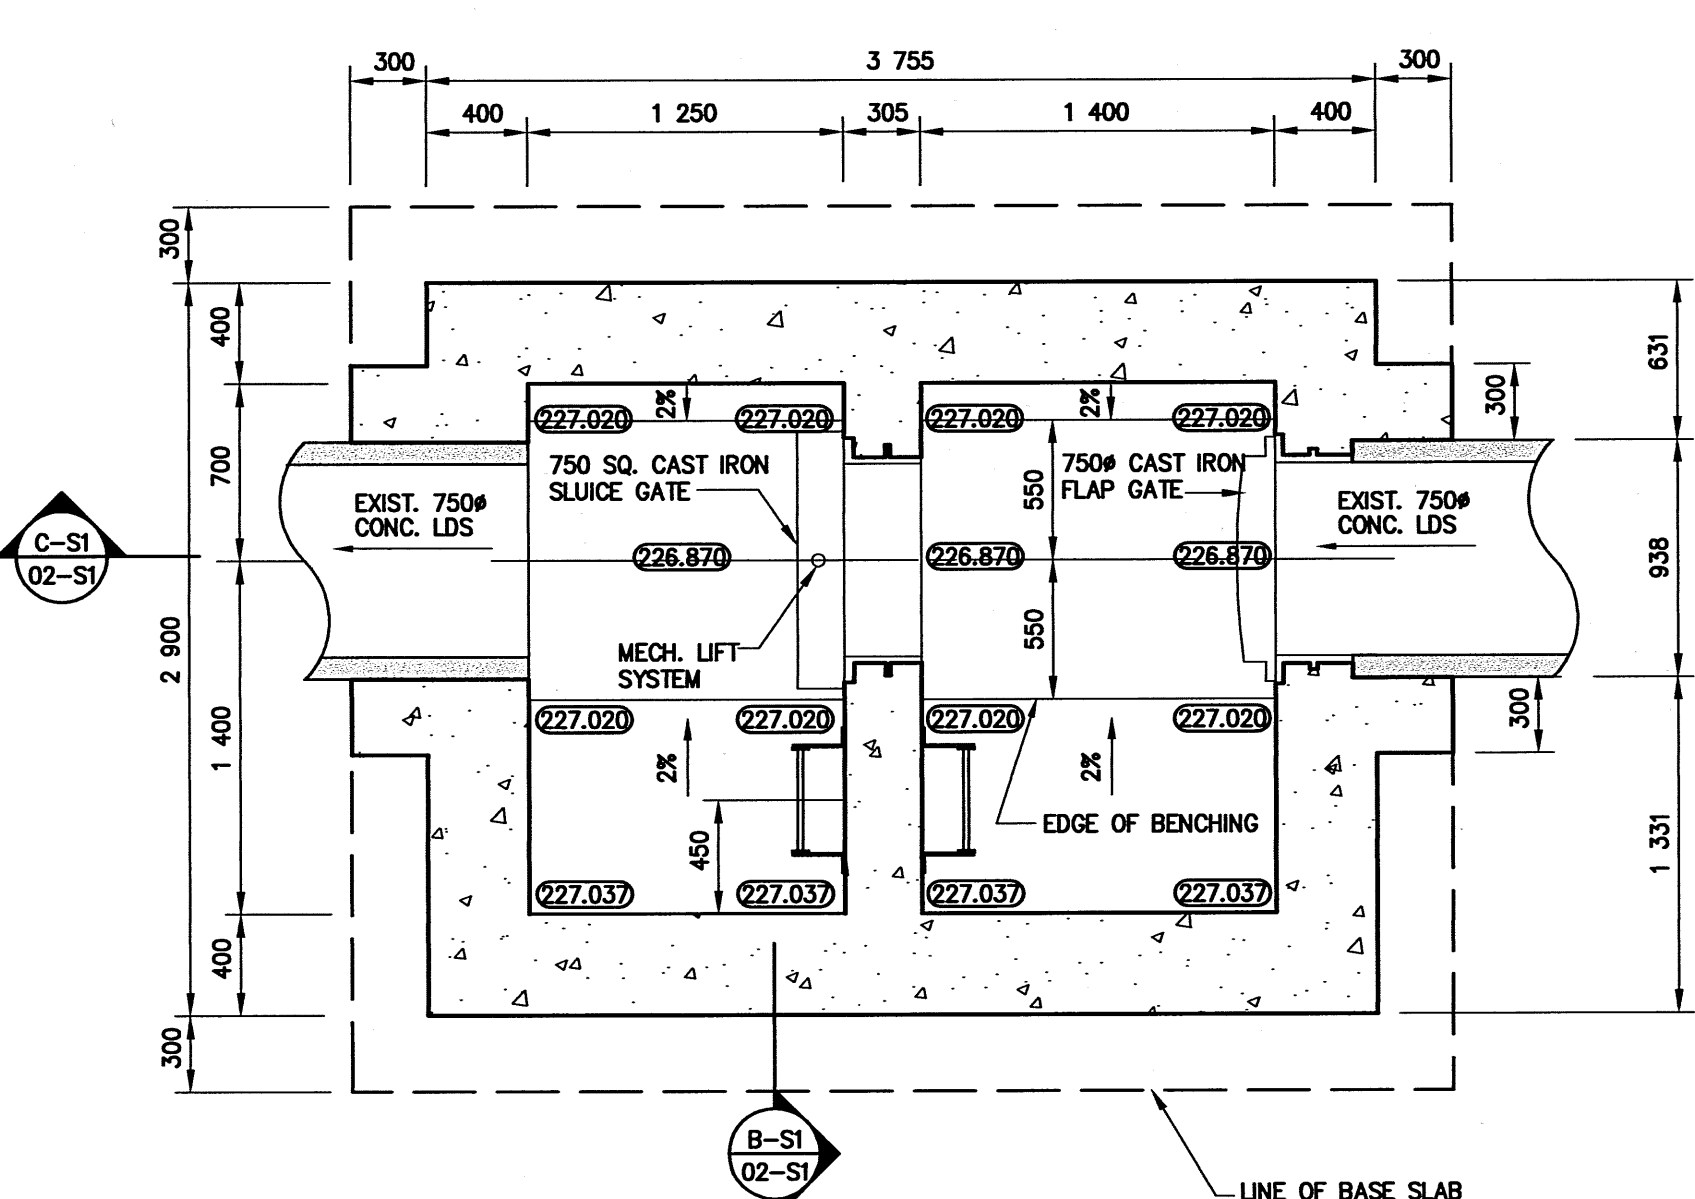 300
3 755
300
400
1 250
305
1 400
400
300
400
700
2 900
1 400
400
300
631
300
938
300
1 331
2%
2%
227.020
227.020
227.020
227.020
750 SQ. CAST IRON
SLUICE GATE
750ø CAST IRON
FLAP GATE
550
EXIST. 750ø
CONC. LDS
EXIST. 750ø
CONC. LDS
C-S1
02-S1
226.870
226.870
226.870
550
MECH. LIFT
SYSTEM
227.020
227.020
227.020
227.020
2%
2%
450
EDGE OF BENCHING
227.037
227.037
227.037
227.037
B-S1
02-S1
LINE OF BASE SLAB